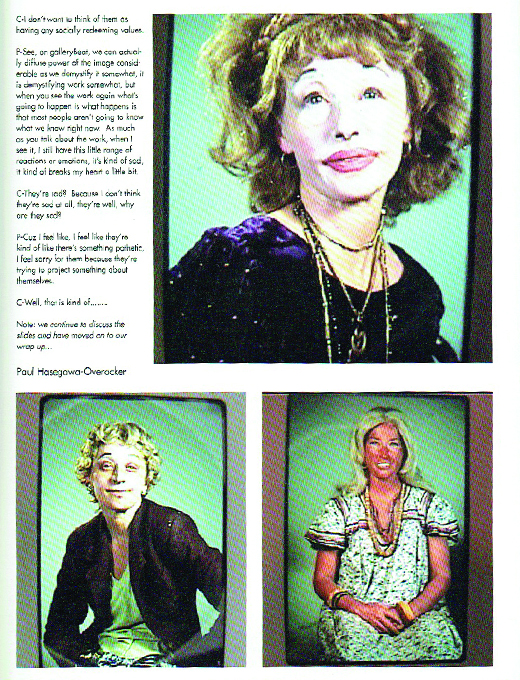 C-I don't want to think of them as
having any socially redeeming values.
P-See, on gallerybeat, we can actual-
ly diffuse power of the image consid-
erable as we demystify it somewhat, it
is demystifying work somewhat, but
when you see the work again what's
going to happen is what happens is
that most people aren't going to know
what we know right now. As much
as you talk about the work, when I
see it, I still have this little range of
reactions or emotions, it's kind of sad,
it kind of breaks my heart a little bit.
C-They're sad? Because I don't think
they're sad at all, they're well, why
are they sad?
P-Cuz I feel like, I feel like they're
kind of like there's something pathetic,
I feel sorry for them because they're
trying to project something about
themselves.
C-Well, that is kind of.......
Note: we continue to discuss the
slides and have moved on to our
wrap up...
Paul Hasegawa-Overacker